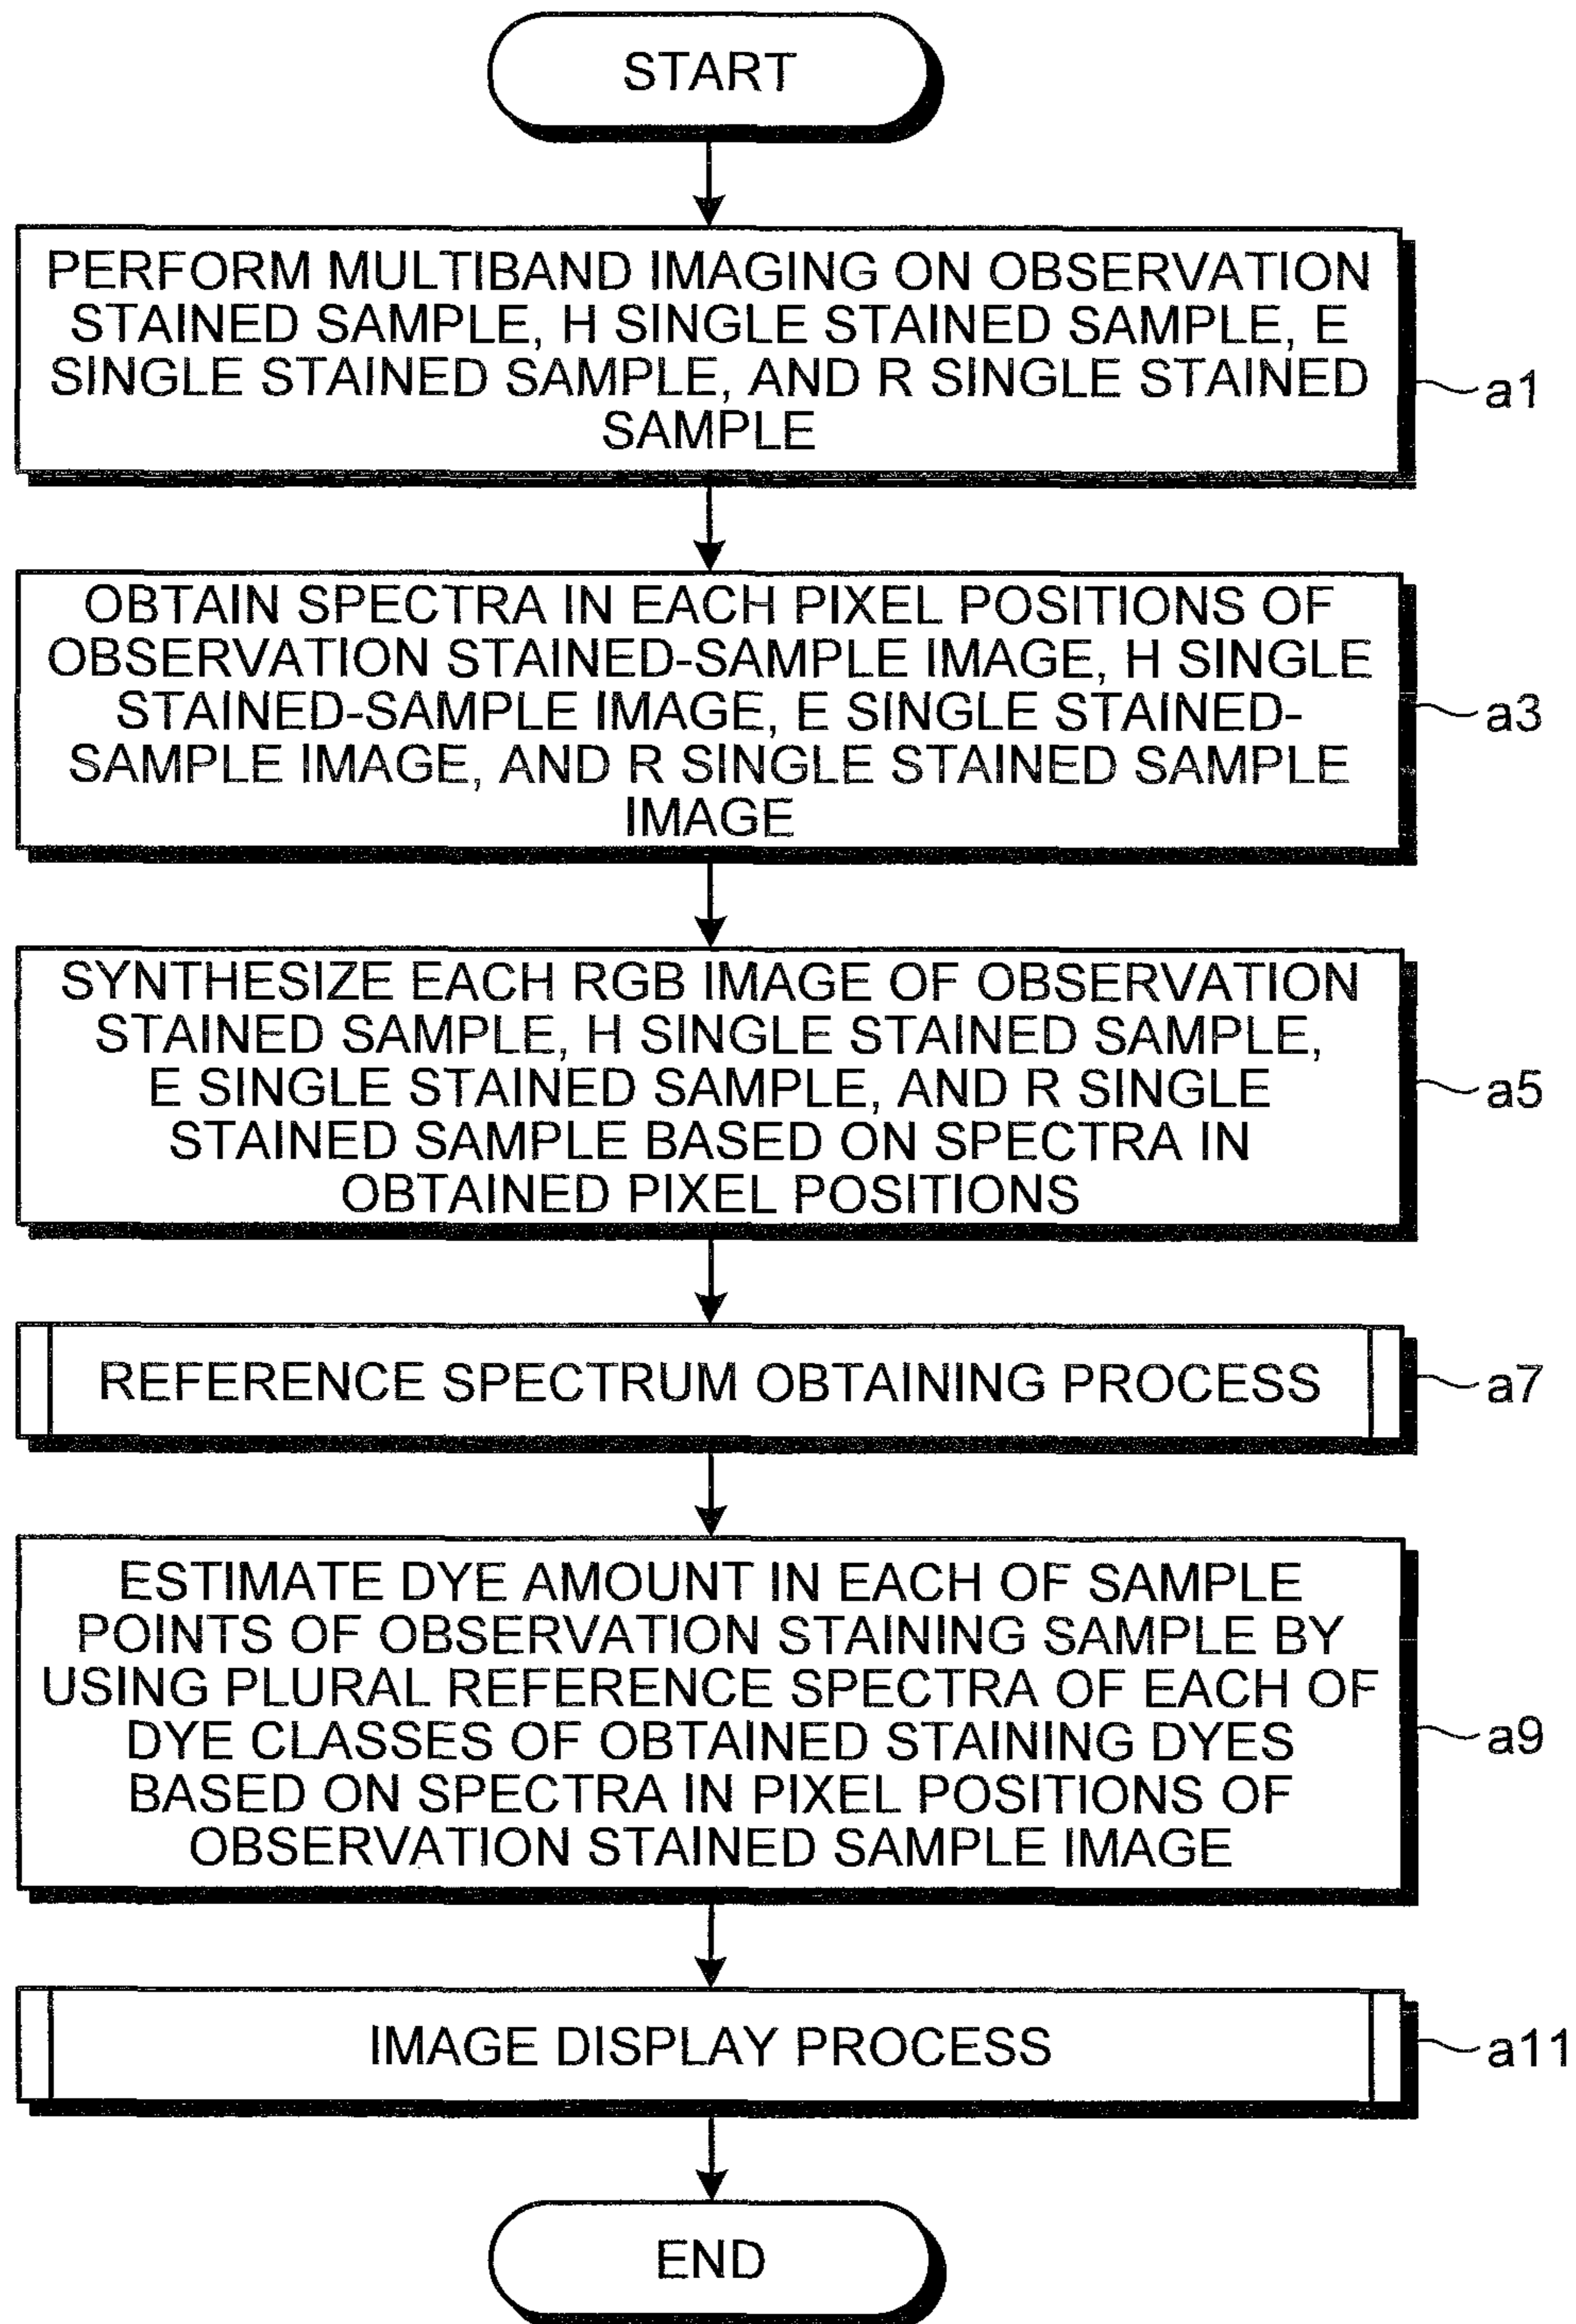 START
PERFORM MULTIBAND IMAGING ON OBSERVATION
STAINED SAMPLE, H SINGLE STAINED SAMPLE, E
SINGLE STAINED SAMPLE, AND R SINGLE STAINED
SAMPLE
a1
OBTAIN SPECTRA IN EACH PIXEL POSITIONS OF
OBSERVATION STAINED-SAMPLE IMAGE, H SINGLE
STAINED-SAMPLE IMAGE, E SINGLE STAINED-
SAMPLE IMAGE, AND R SINGLE STAINED SAMPLE
IMAGE
a3
SYNTHESIZE EACH RGB IMAGE OF OBSERVATION
STAINED SAMPLE, H SINGLE STAINED SAMPLE,
E SINGLE STAINED SAMPLE, AND R SINGLE
STAINED SAMPLE BASED ON SPECTRA IN
OBTAINED PIXEL POSITIONS
a5
REFERENCE SPECTRUM OBTAINING PROCESS
a7
ESTIMATE DYE AMOUNT IN EACH OF SAMPLE
POINTS OF OBSERVATION STAINING SAMPLE BY
USING PLURAL REFERENCE SPECTRA OF EACH OF
DYE CLASSES OF OBTAINED STAINING DYES
BASED ON SPECTRA IN PIXEL POSITIONS OF
OBSERVATION STAINED SAMPLE IMAGE
a9
IMAGE DISPLAY PROCESS
a11
END